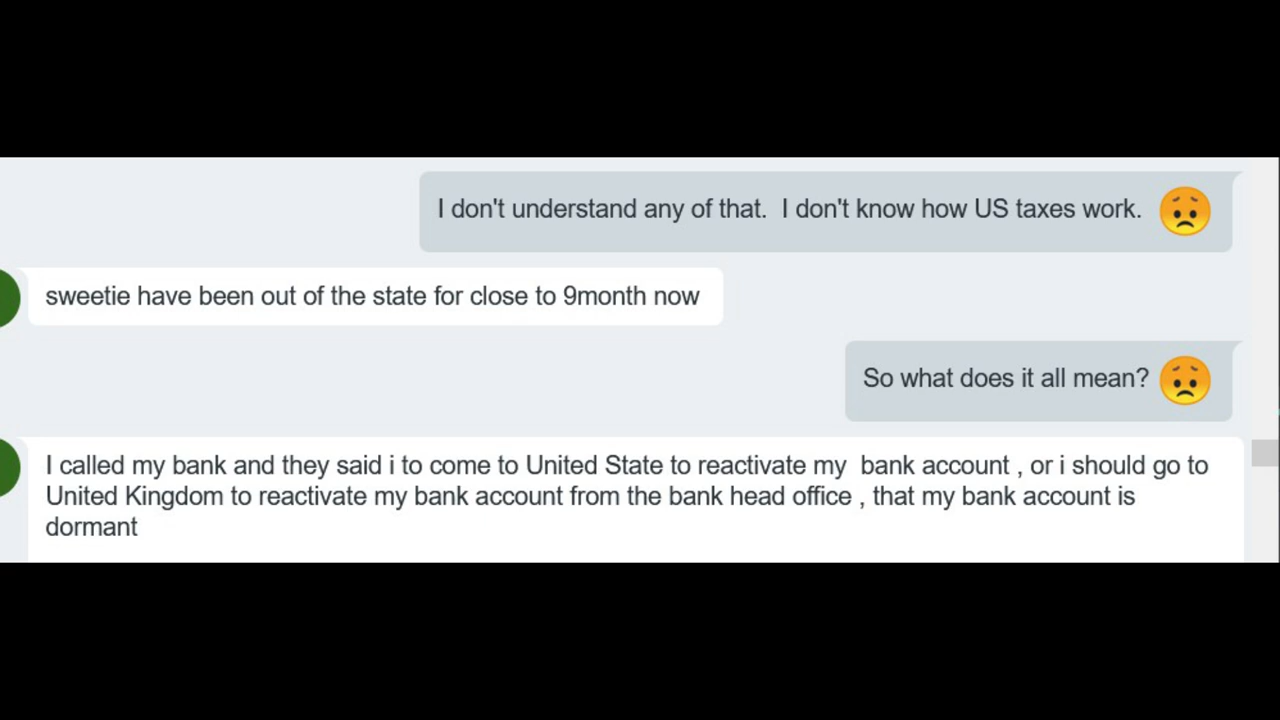 I don't understand any of that.  I don't know how US taxes work. 😞
sweetie have been out of the state for close to 9month now
So what does it all mean? 😞
I called my bank and they said i to come to United State to reactivate my  bank account , or i should go to
United Kingdom to reactivate my bank account from the bank head office , that my bank account is
dormant